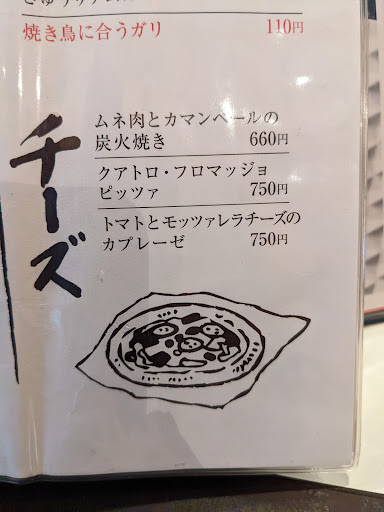 焼き鳥に合うガリ 110円
チーズ
ムネ肉とカマンベールの
炭火焼き 660円
クアトロ・フロマッジョ
ピッツァ 750円
トマトとモッツァレラチーズの
カプレーゼ 750円